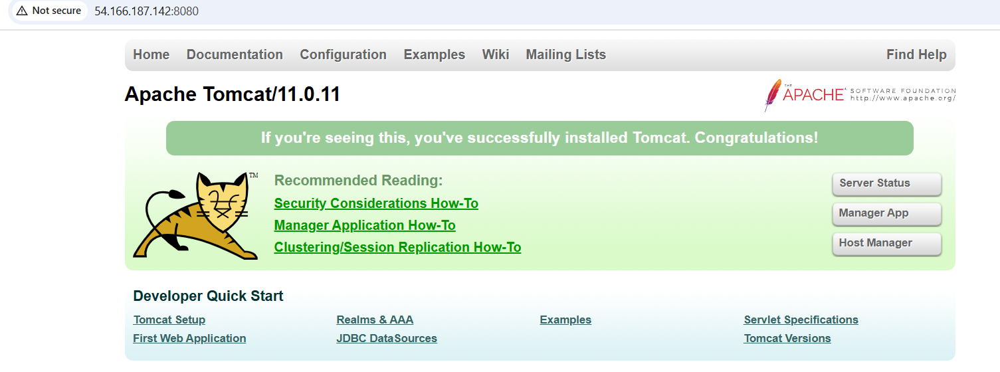 Not secure 54.166.187.142:8080
Home Documentation Configuration Examples Wiki Mailing Lists Find Help
Apache Tomcat/11.0.11
THE APACHE SOFTWARE FOUNDATION
http://www.apache.org/
If you're seeing this, you've successfully installed Tomcat. Congratulations!
TM
Recommended Reading:
Security Considerations How-To
Manager Application How-To
Clustering/Session Replication How-To
Server Status
Manager App
Host Manager
Developer Quick Start
Tomcat Setup Realms & AAA Examples Servlet Specifications
First Web Application JDBC DataSources Tomcat Versions